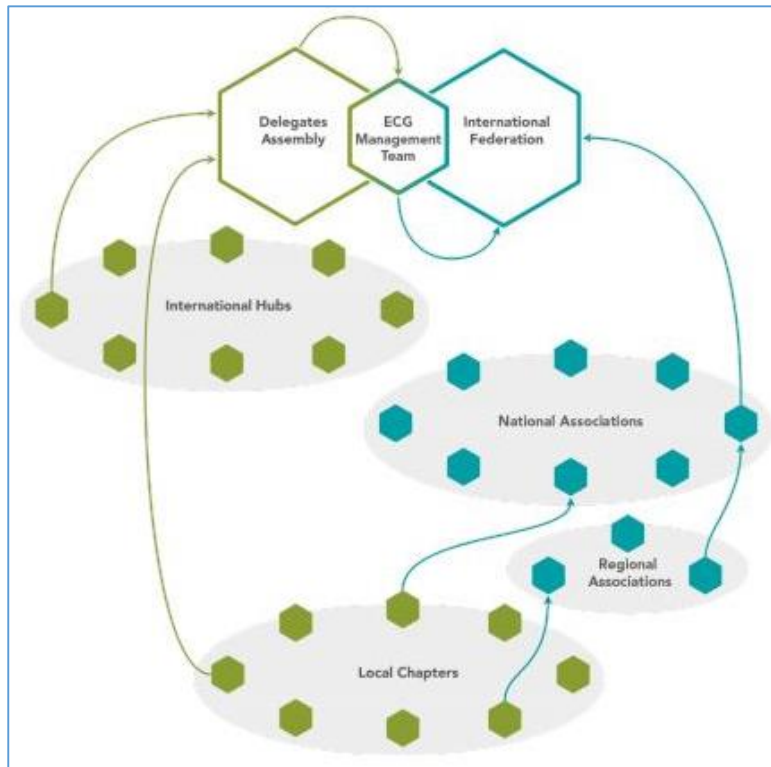 Delegates
Assembly
ECG
Management
Team
International
Federation
International Hubs
National Associations
Regional
Associations
Local Chapters